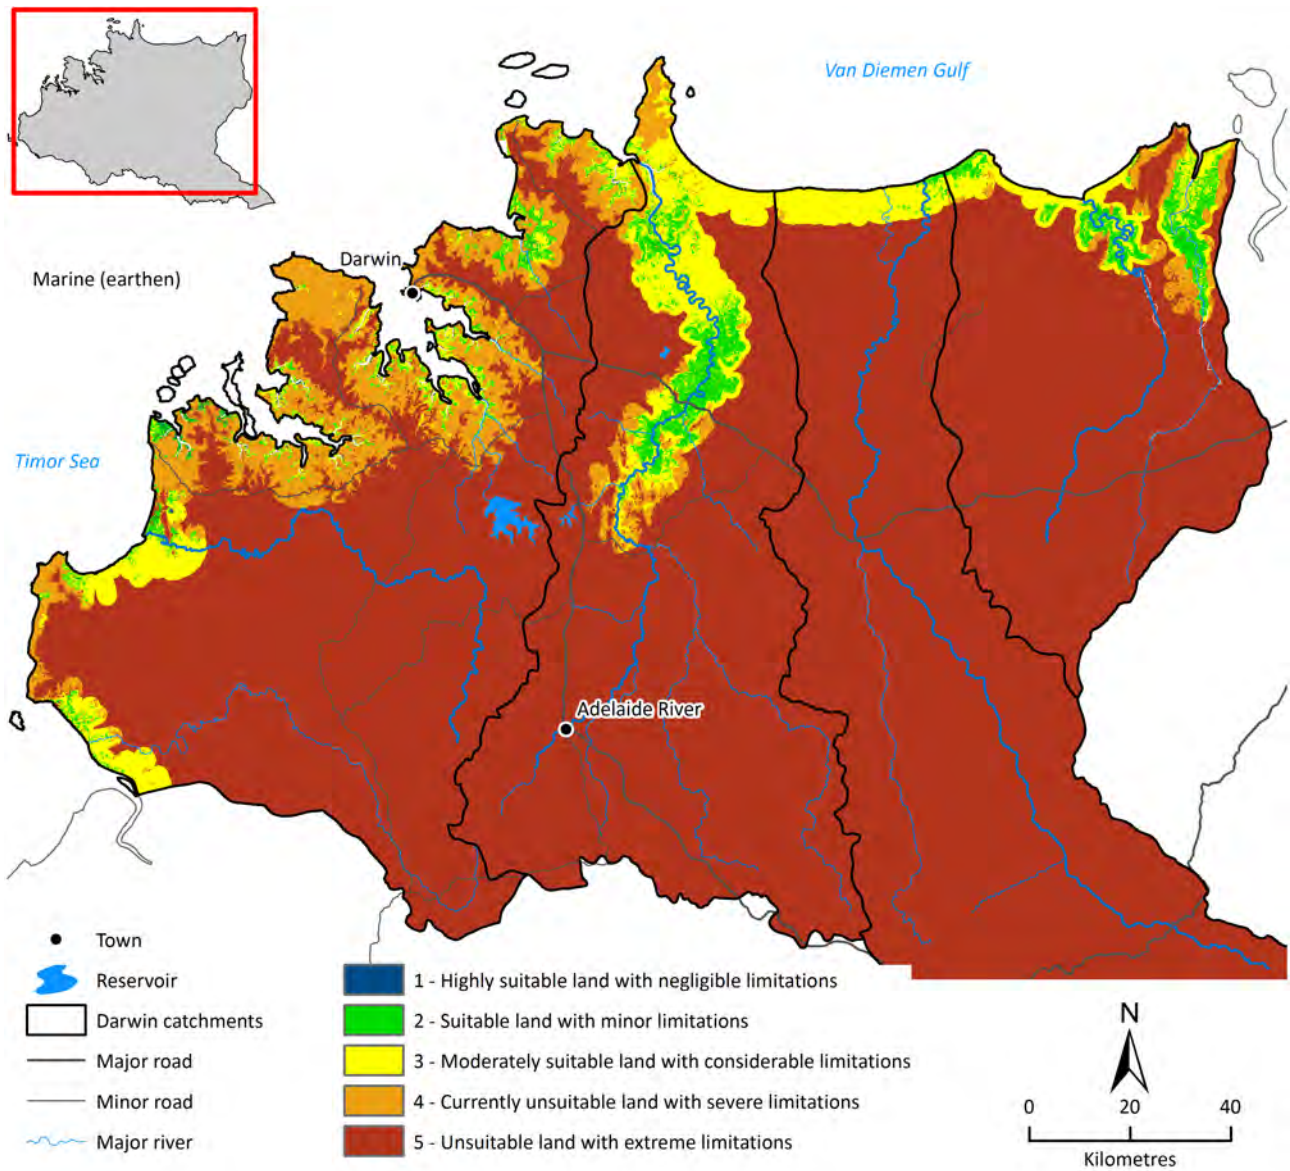 Van Diemen Gulf
Darwin
Marine (earthen)
Timor Sea
Adelaide River
Town
Reservoir
Darwin catchments
Major road
Minor road
Major river
1 - Highly suitable land with negligible limitations
2 - Suitable land with minor limitations
3 - Moderately suitable land with considerable limitations
4 - Currently unsuitable land with severe limitations
5 - Unsuitable land with extreme limitations
N
0 20 40
Kilometres